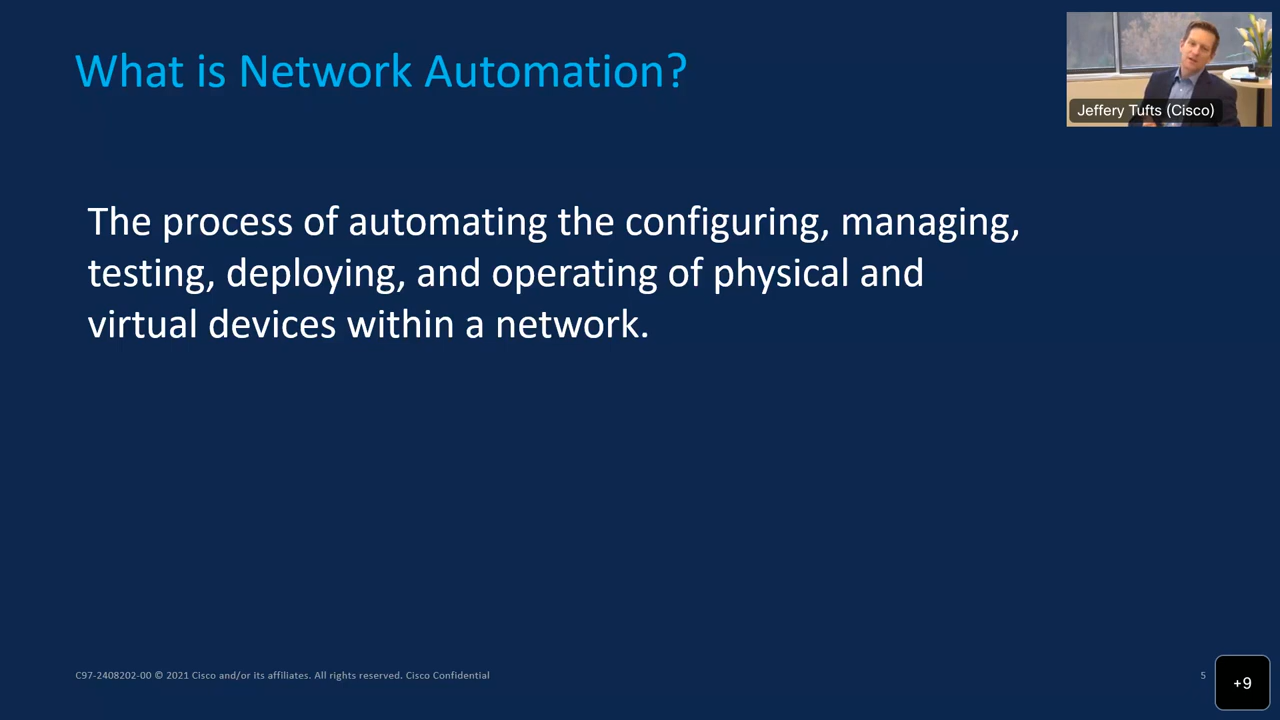 What is Network Automation?
Jeffery Tufts (Cisco)
The process of automating the configuring, managing,
testing, deploying, and operating of physical and
virtual devices within a network.
C97-2408202-00 © 2021 Cisco and/or its affiliates. All rights reserved. Cisco Confidential
5
+9